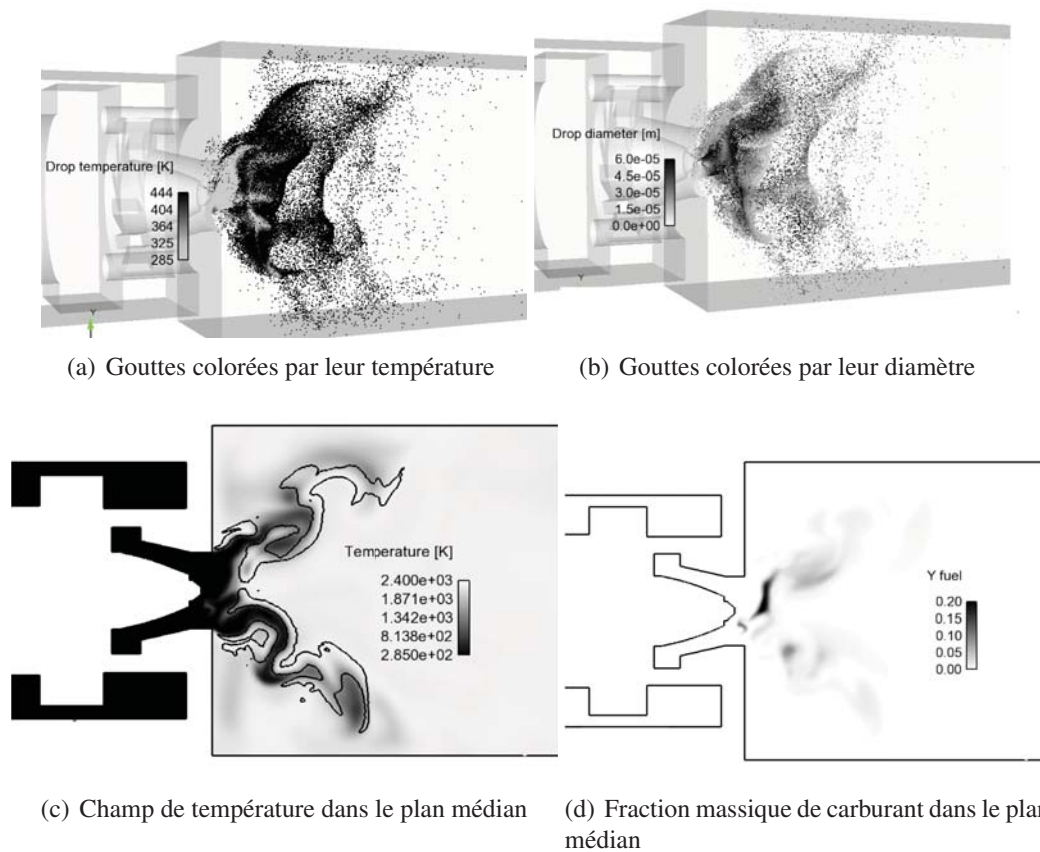 Drop temperature [K]
444
404
364
325
285
Y
(a) Gouttes colorées par leur température
Drop diameter [m]
6.0e-05
4.5e-05
3.0e-05
1.5e-05
0.0e+00
Y
(b) Gouttes colorées par leur diamètre
Temperature [K]
2.400e+03
1.871e+03
1.342e+03
8.138e+02
2.850e+02
(c) Champ de température dans le plan médian
Y fuel
0.20
0.15
0.10
0.05
0.00
(d) Fraction massique de carburant dans le plan
médian